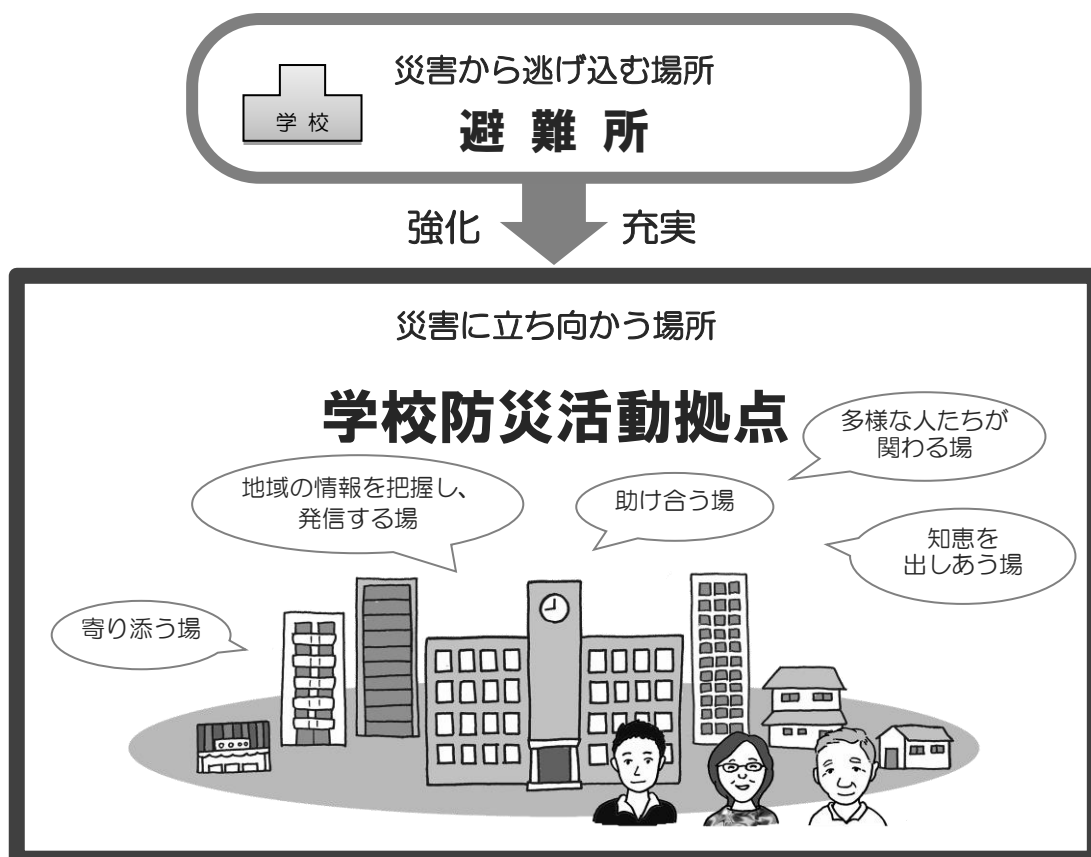 災害から逃げ込む場所
学校
避難所
強化
充実
災害に立ち向かう場所
学校防災活動拠点
多様な人たちが
関わる場
地域の情報を把握し、
発信する場
助け合う場
知恵を
出しあう場
寄り添う場